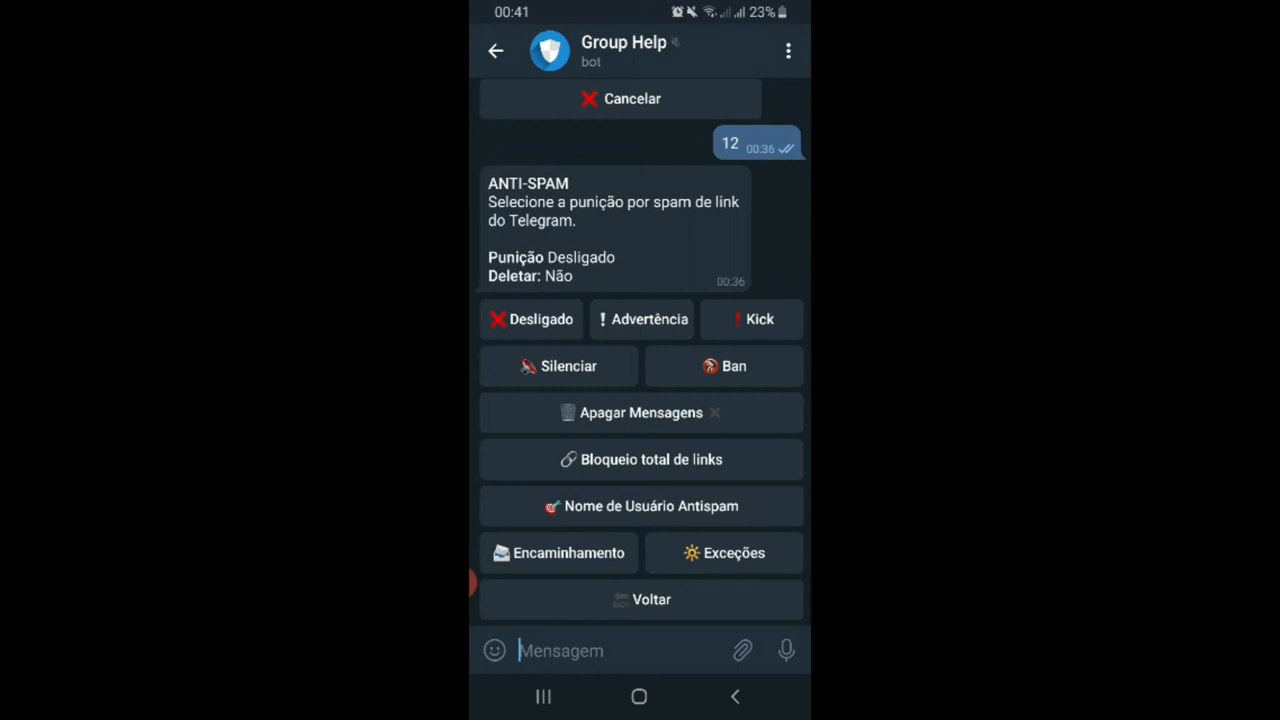 00:41 23%
Group Help
bot
Cancelar
12 00:36
ANTI-SPAM
Selecione a punição por spam de link
do Telegram.
Punição Desligado
Deletar: Não
00:36
Desligado Advertência Kick
Silenciar Ban
Apagar Mensagens
Bloqueio total de links
Nome de Usuário Antispam
Encaminhamento Exceções
Voltar
Mensagem